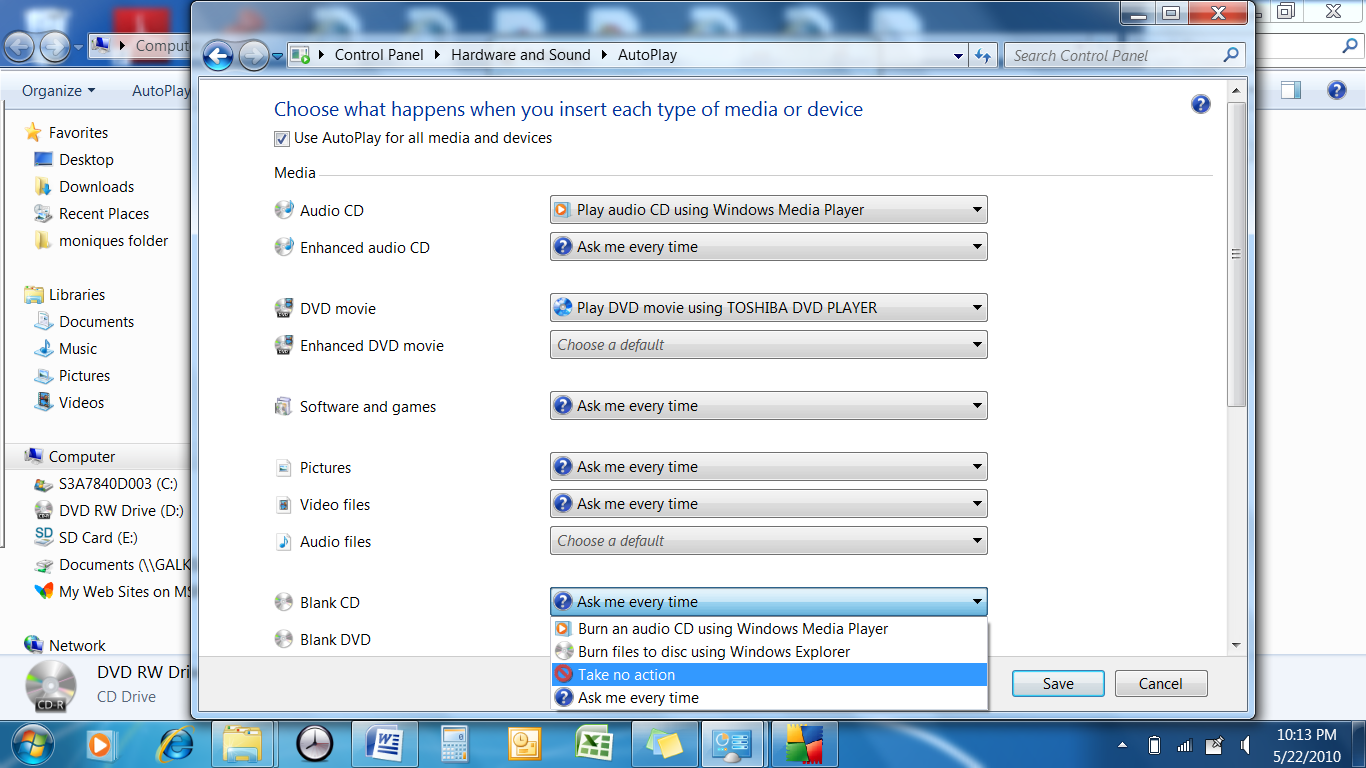 Comput
Control Panel
Hardware and Sound
AutoPlay
Search Control Panel
Organize
AutoPlay
Favorites
Desktop
Downloads
Recent Places
moniques folder
Libraries
Documents
Music
Pictures
Videos
Computer
S3A7840D003 (C:)
DVD RW Drive (D:)
SD
SD Card (E:)
Documents (\\GALK
My Web Sites on MS
Network
DVD RW Dri
CD Drive
CD-R
Choose what happens when you insert each type of media or device
Use AutoPlay for all media and devices
Media
Audio CD
Play audio CD using Windows Media Player
Enhanced audio CD
Ask me every time
DVD movie
Play DVD movie using TOSHIBA DVD PLAYER
Enhanced DVD movie
Choose a default
Software and games
Ask me every time
Pictures
Ask me every time
Video files
Ask me every time
Audio files
Choose a default
Blank CD
Ask me every time
Blank DVD
Burn an audio CD using Windows Media Player
Burn files to disc using Windows Explorer
Take no action
Ask me every time
Save
Cancel
10:13 PM
5/22/2010